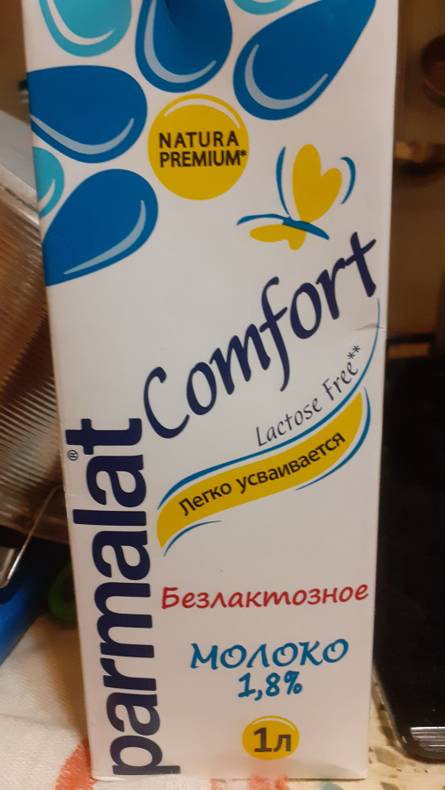 NATURA
PREMIUM*
parmalat®
Comfort
Lactose Free**
Легко усваивается
Безлактозное
МОЛОКО
1,8%
1л